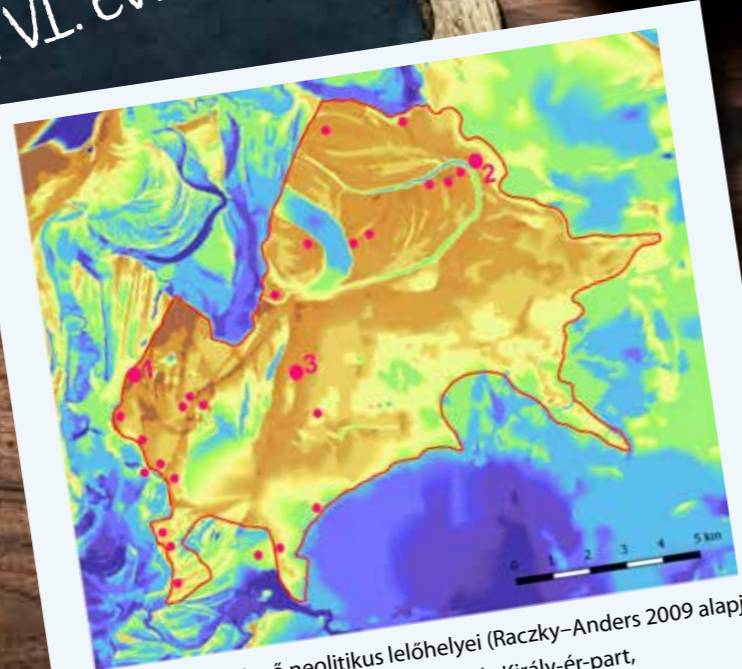 VI.
2
1
3
0 1 2 3 4 5 km
neolitikus lelőhelyei (Raczky–Anders 2009 alapj
Király-ér-part,